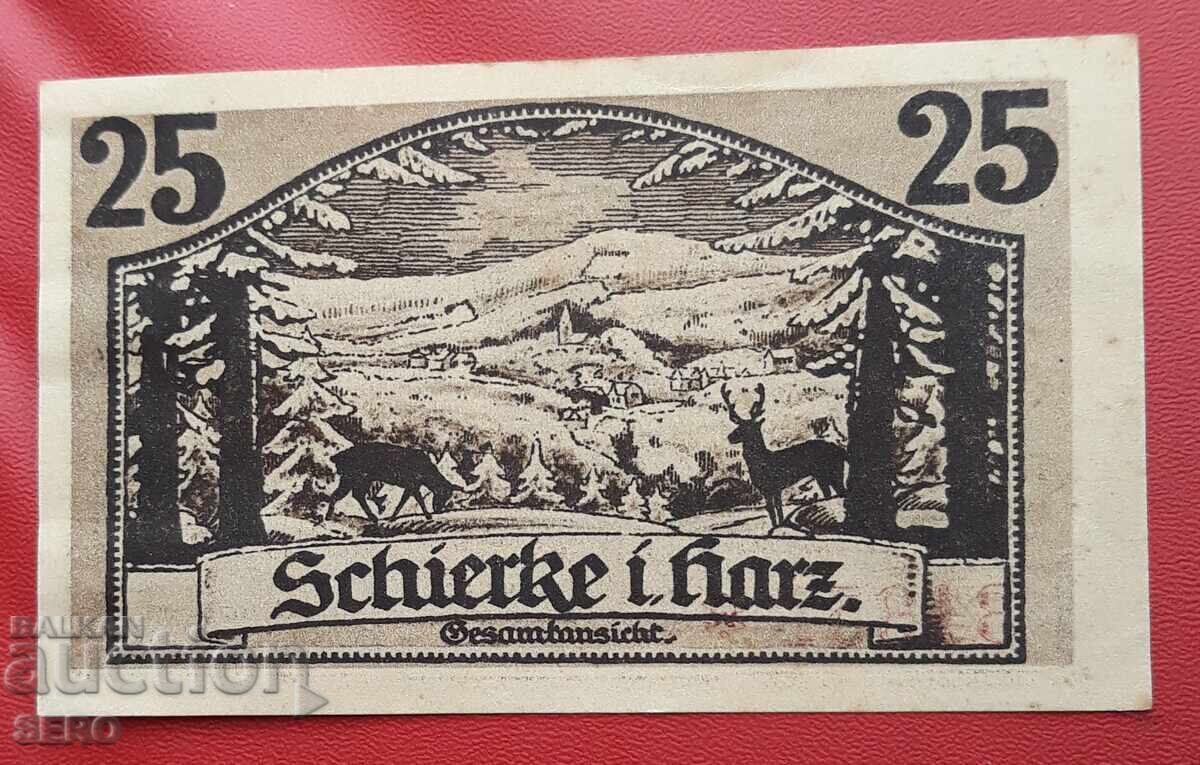 25 25
Schierke i. Harz.
Gesamtansicht.
BALKAN
auction
SERO